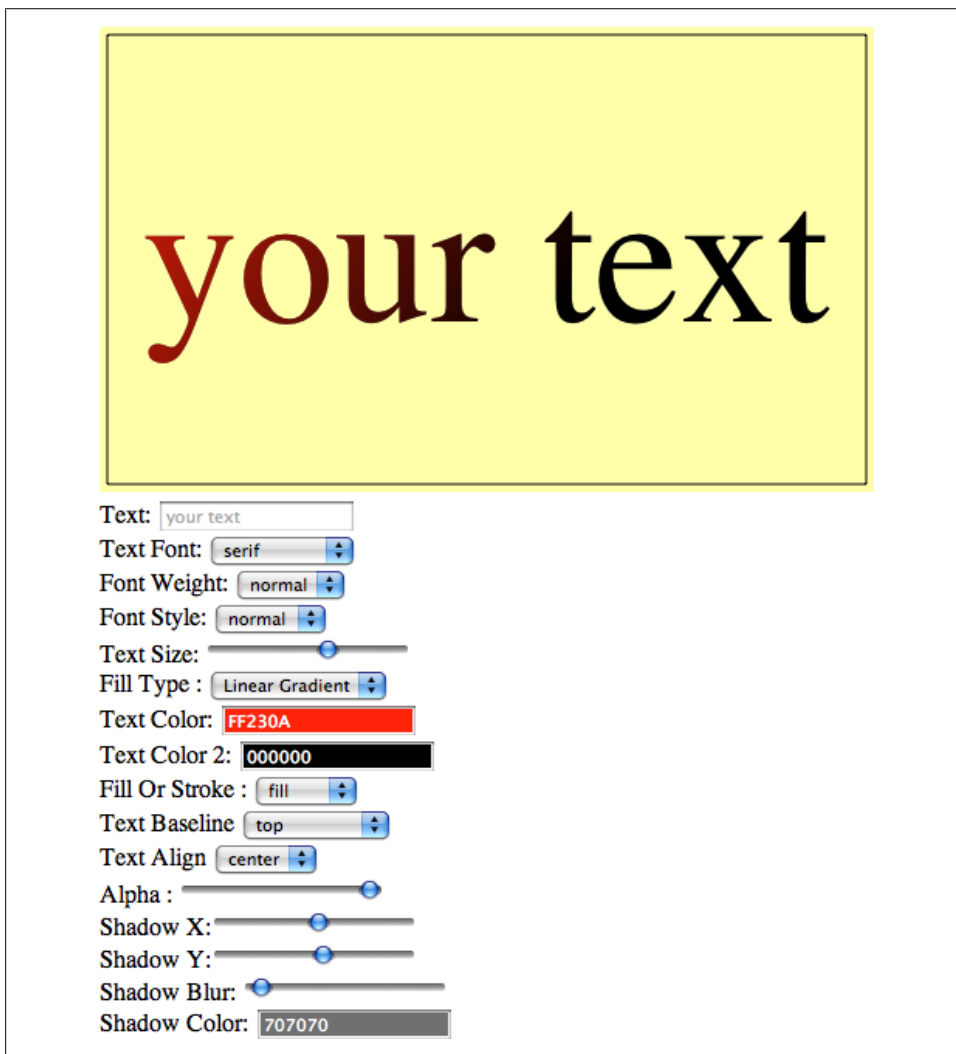 your text
Text: your text
Text Font: serif
Font Weight: normal
Font Style: normal
Text Size:
Fill Type : Linear Gradient
Text Color: FF230A
Text Color 2: 000000
Fill Or Stroke : fill
Text Baseline top
Text Align center
Alpha :
Shadow X:
Shadow Y:
Shadow Blur:
Shadow Color: 707070